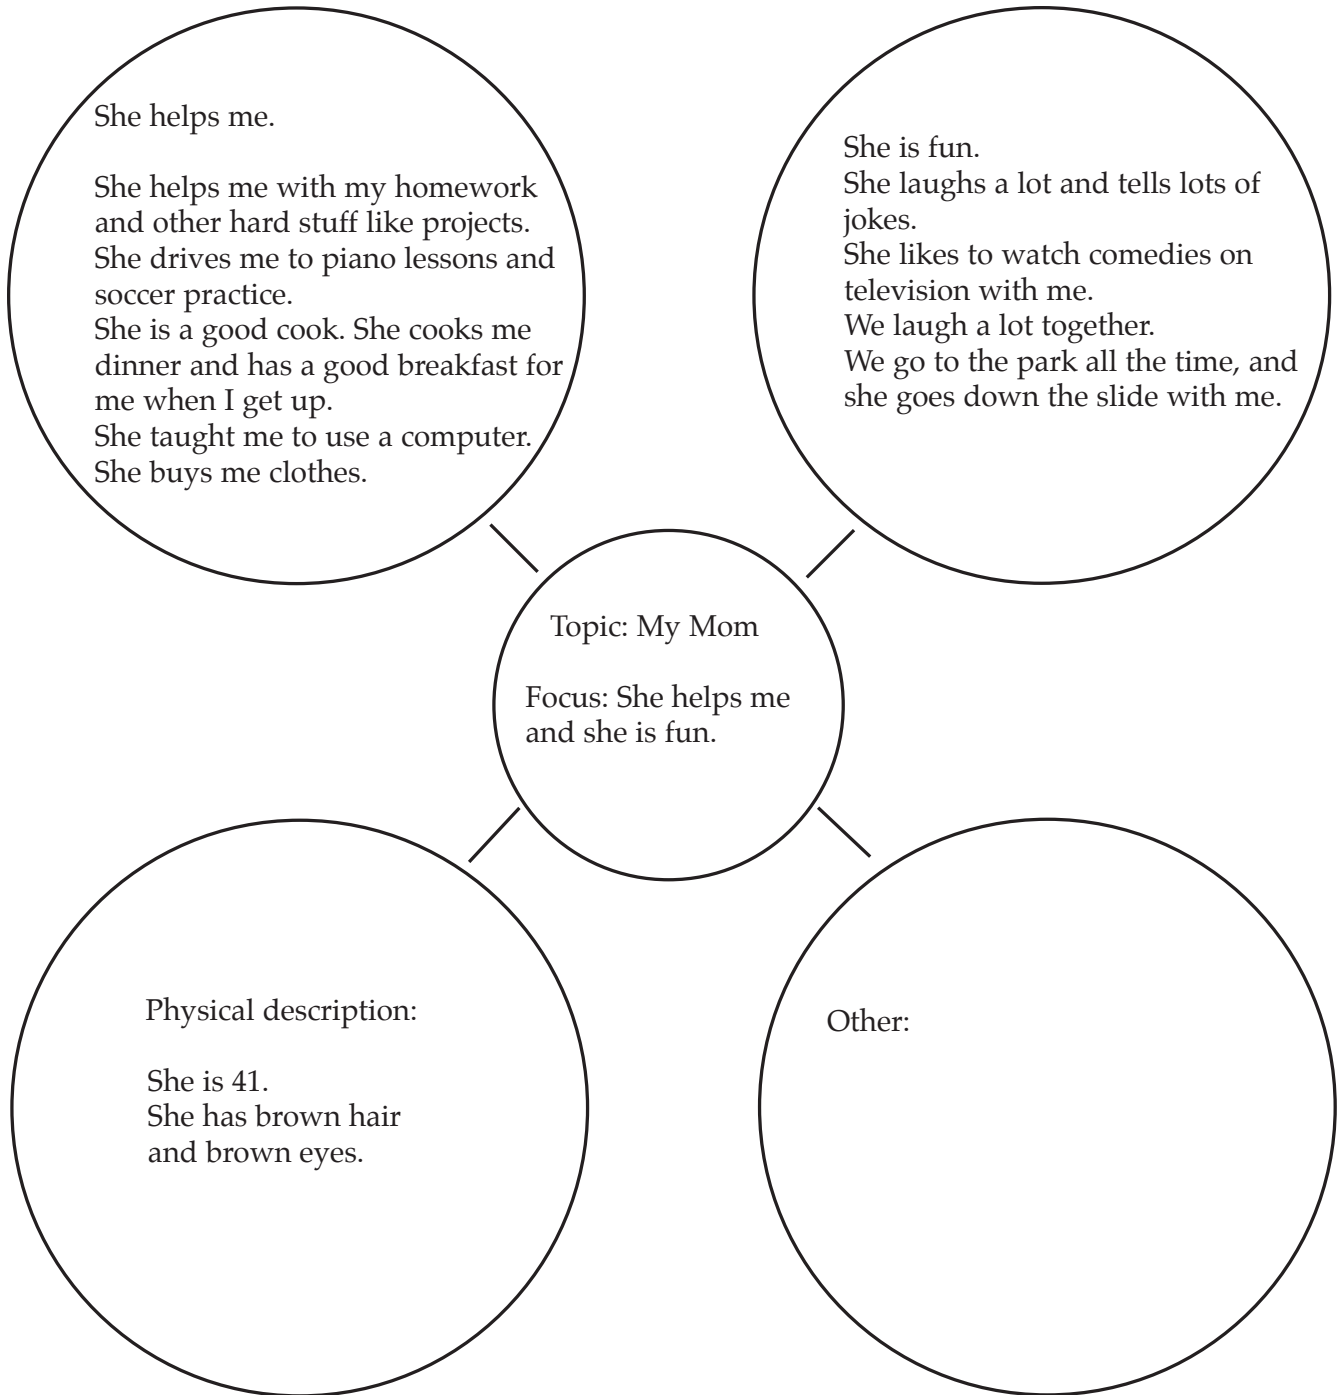 She helps me.
She helps me with my homework
and other hard stuff like projects.
She drives me to piano lessons and
soccer practice.
She is a good cook. She cooks me
dinner and has a good breakfast for
me when I get up.
She taught me to use a computer.
She buys me clothes.
She is fun.
She laughs a lot and tells lots of
jokes.
She likes to watch comedies on
television with me.
We laugh a lot together.
We go to the park all the time, and
she goes down the slide with me.
Topic: My Mom
Focus: She helps me
and she is fun.
Physical description:
She is 41.
She has brown hair
and brown eyes.
Other: